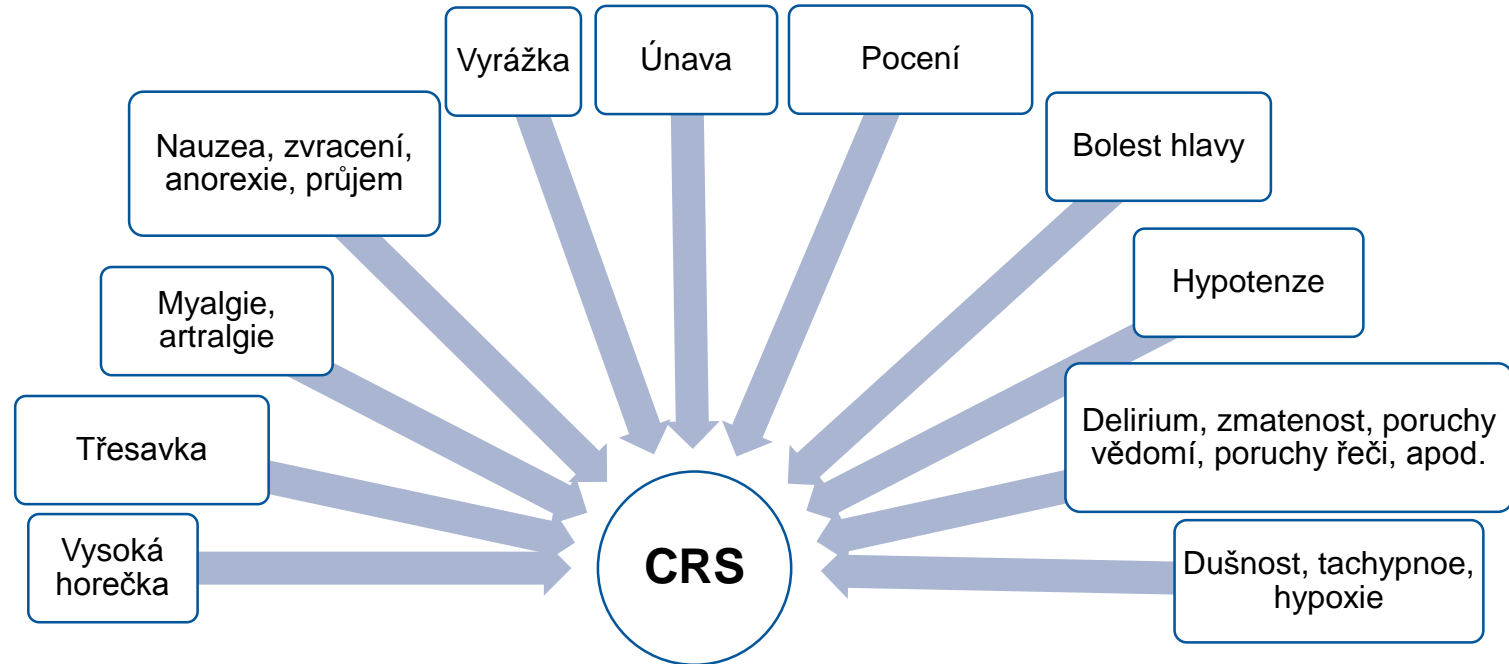 Vyrážka
Únava
Pocení
Nauzea, zvracení,
anorexie, průjem
Bolest hlavy
Myalgie,
artralgie
Hypotenze
Třesavka
Delirium, zmatenost, poruchy
vědomí, poruchy řeči, apod.
Vysoká
horečka
CRS
Dušnost, tachypnoe,
hypoxie